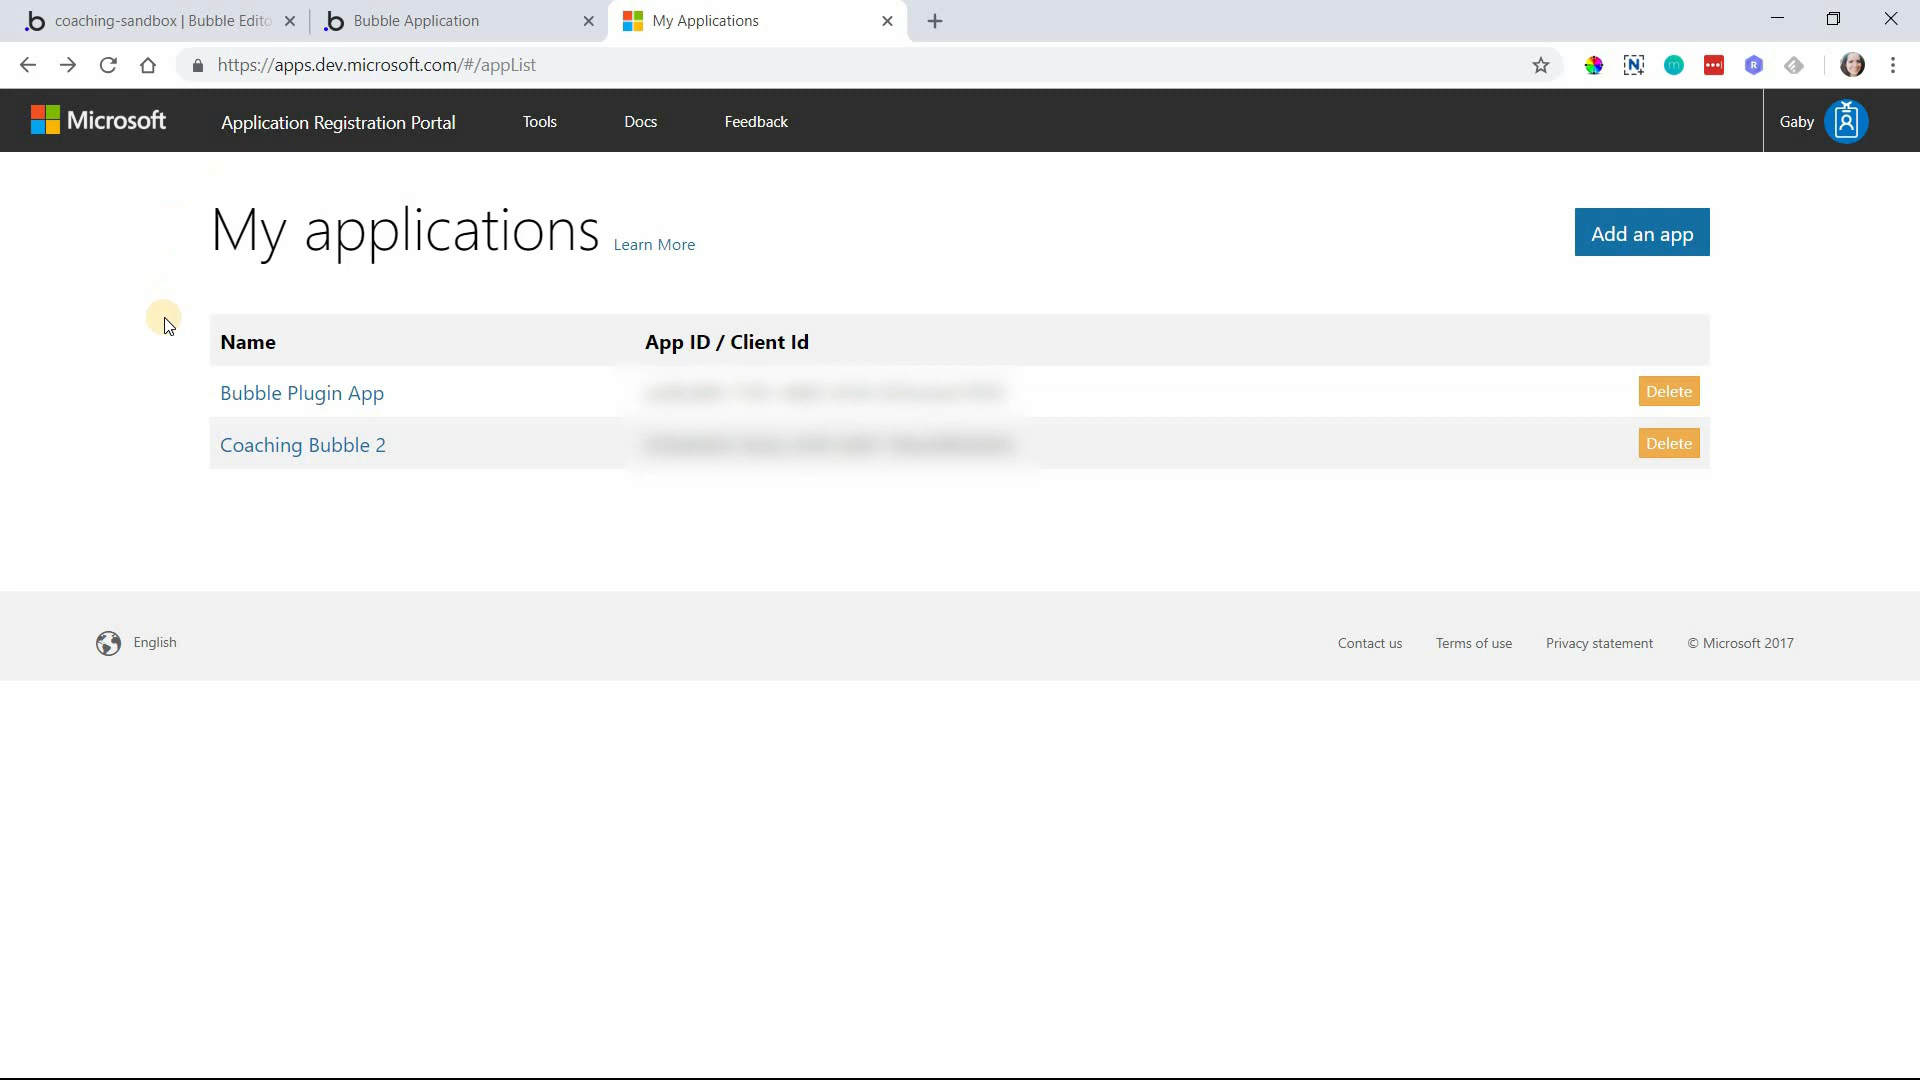 coaching-sandbox | Bubble Edito
Bubble Application
My Applications
https://apps.dev.microsoft.com/#/appList
Microsoft
Application Registration Portal
Tools
Docs
Feedback
Gaby
My applications
Learn More
Add an app
Name
App ID / Client Id
Bubble Plugin App
Delete
Coaching Bubble 2
Delete
English
Contact us
Terms of use
Privacy statement
© Microsoft 2017